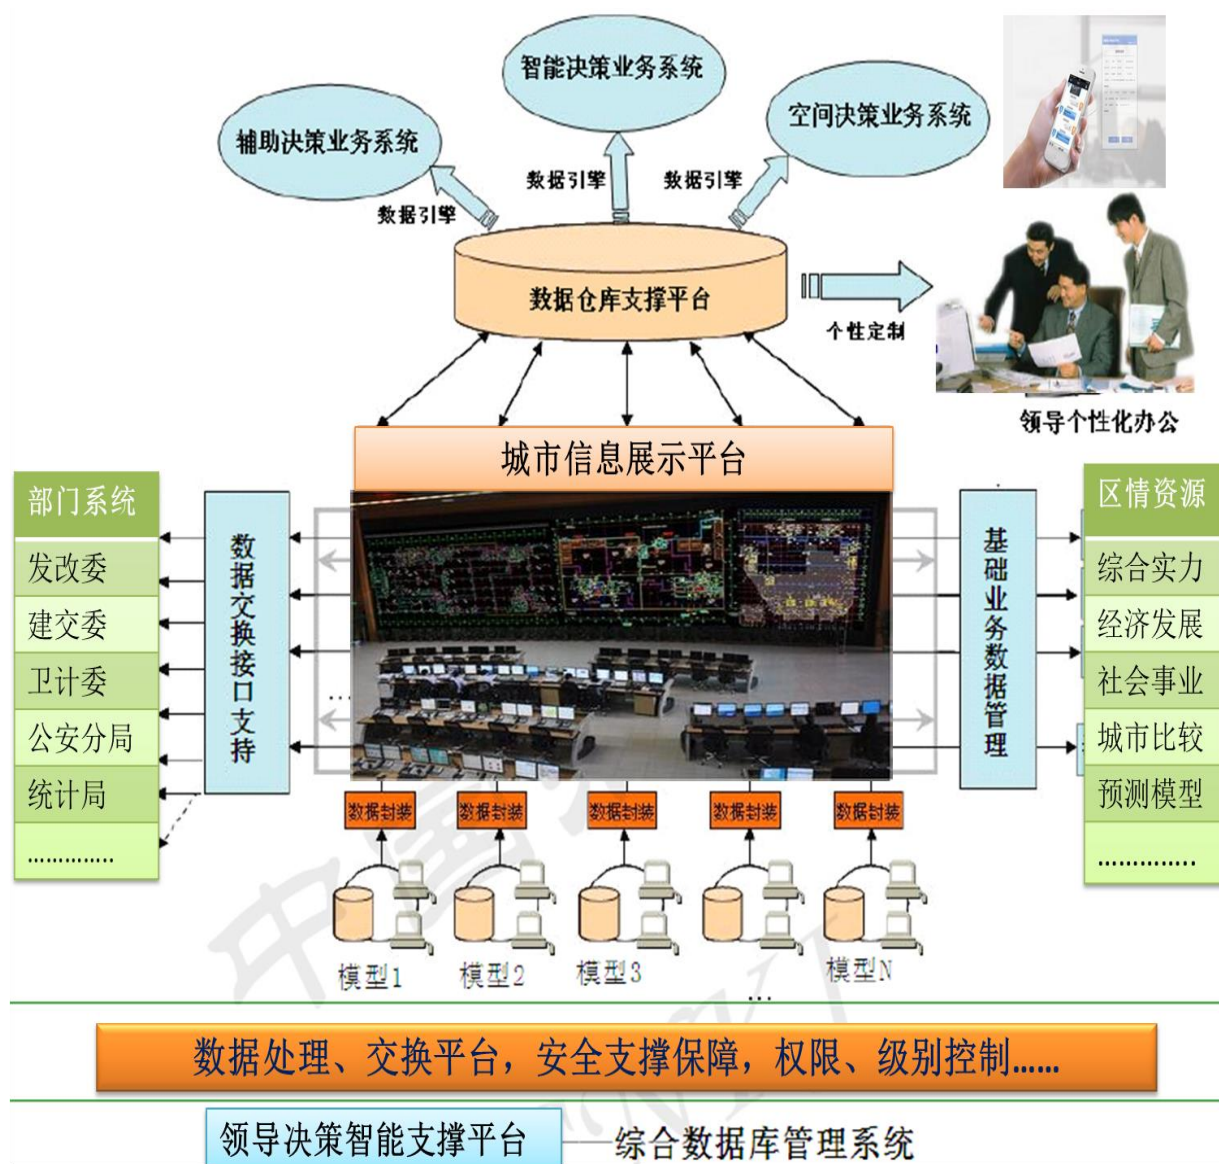 智能决策业务系统
辅助决策业务系统
空间决策业务系统
数据引擎
数据引擎
数据引擎
数据仓库支撑平台
个性定制
领导个性化办公
城市信息展示平台
部门系统
发改委
建交委
卫计委
公安分局
统计局
..............
数据交换接口支持
...
基础业务数据管理
区情资源
综合实力
经济发展
社会事业
城市比较
预测模型
..............
数据封装
数据封装
数据封装
数据封装
数据封装
模型1
模型2
模型3
...
模型N
数据处理、交换平台，安全支撑保障，权限、级别控制......
领导决策智能支撑平台——综合数据库管理系统